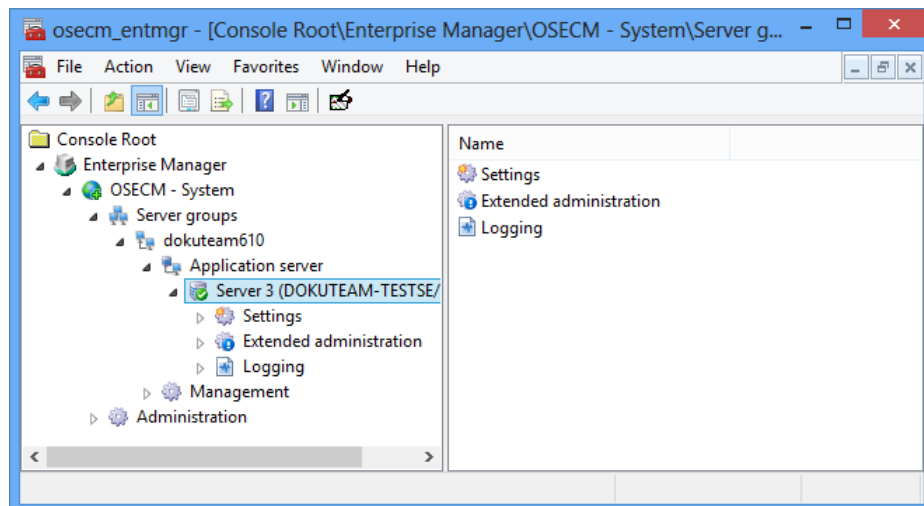 osecm_entmgr - [Console Root\Enterprise Manager\OSECM - System\Server g...
File Action View Favorites Window Help
Console Root
Enterprise Manager
OSECM - System
Server groups
dokuteam610
Application server
Server 3 (DOKUTEAM-TESTSE/
Settings
Extended administration
Logging
Management
Administration
Name
Settings
Extended administration
Logging